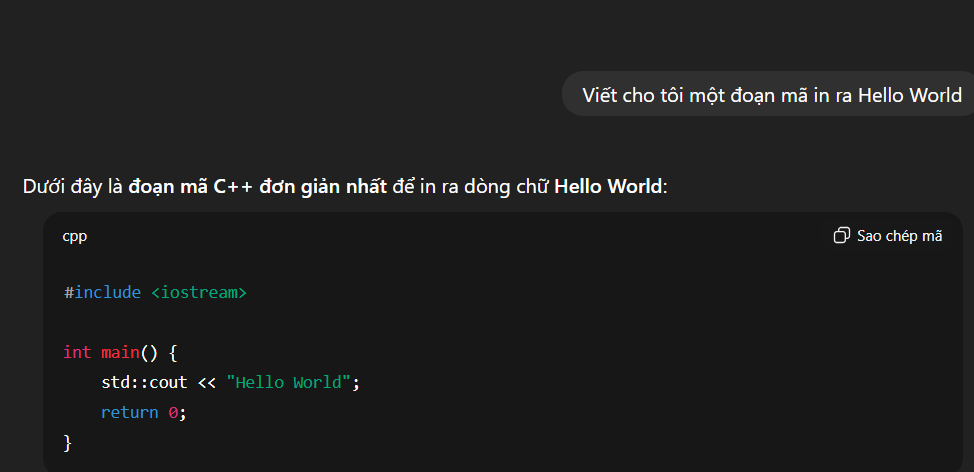 Viết cho tôi một đoạn mã in ra Hello World
Dưới đây là đoạn mã C++ đơn giản nhất để in ra dòng chữ Hello World:
cpp
Sao chép mã
#include <iostream>
int main() {
    std::cout << "Hello World";
    return 0;
}